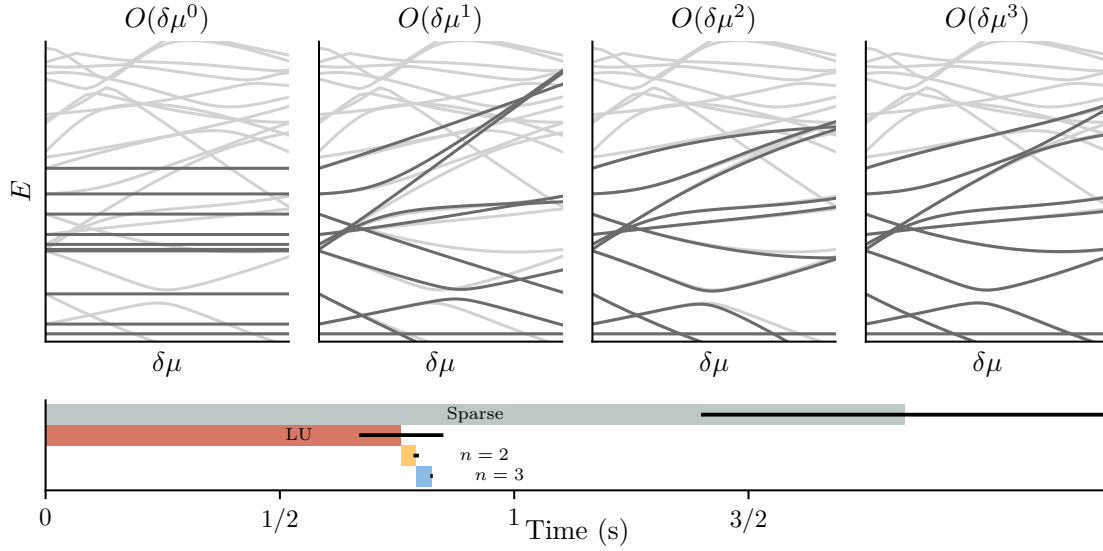 O(δμ⁰) O(δμ¹) O(δμ²) O(δμ³)
E
δμ δμ δμ δμ
Sparse
LU
n = 2
n = 3
0 1/2 1 3/2
Time (s)